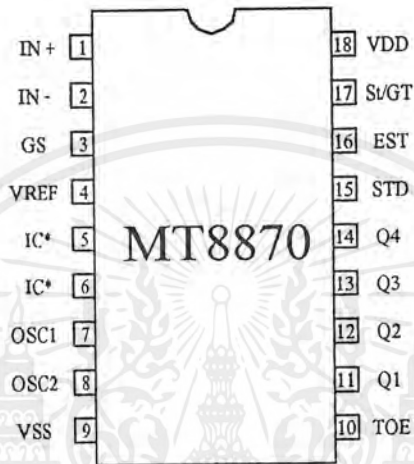 IN + 1
IN - 2
GS 3
VREF 4
IC* 5
IC* 6
OSC1 7
OSC2 8
VSS 9
MT8870
18 VDD
17 St/GT
16 EST
15 STD
14 Q4
13 Q3
12 Q2
11 Q1
10 TOE